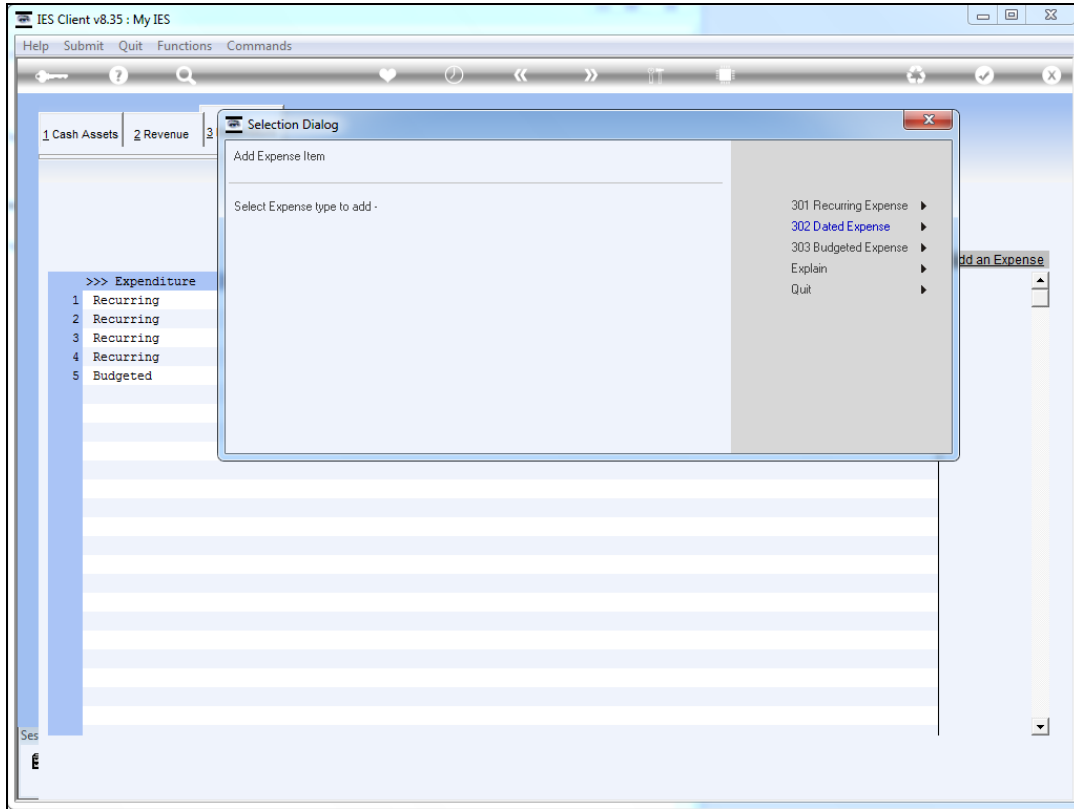 IES Client v8.35 : My IES
Help Submit Quit Functions Commands
1 Cash Assets 2 Revenue 3
Selection Dialog
Add Expense Item
Select Expense type to add -
301 Recurring Expense
302 Dated Expense
303 Budgeted Expense
Explain
Quit
dd an Expense
>>> Expenditure
1 Recurring
2 Recurring
3 Recurring
4 Recurring
5 Budgeted
Ses